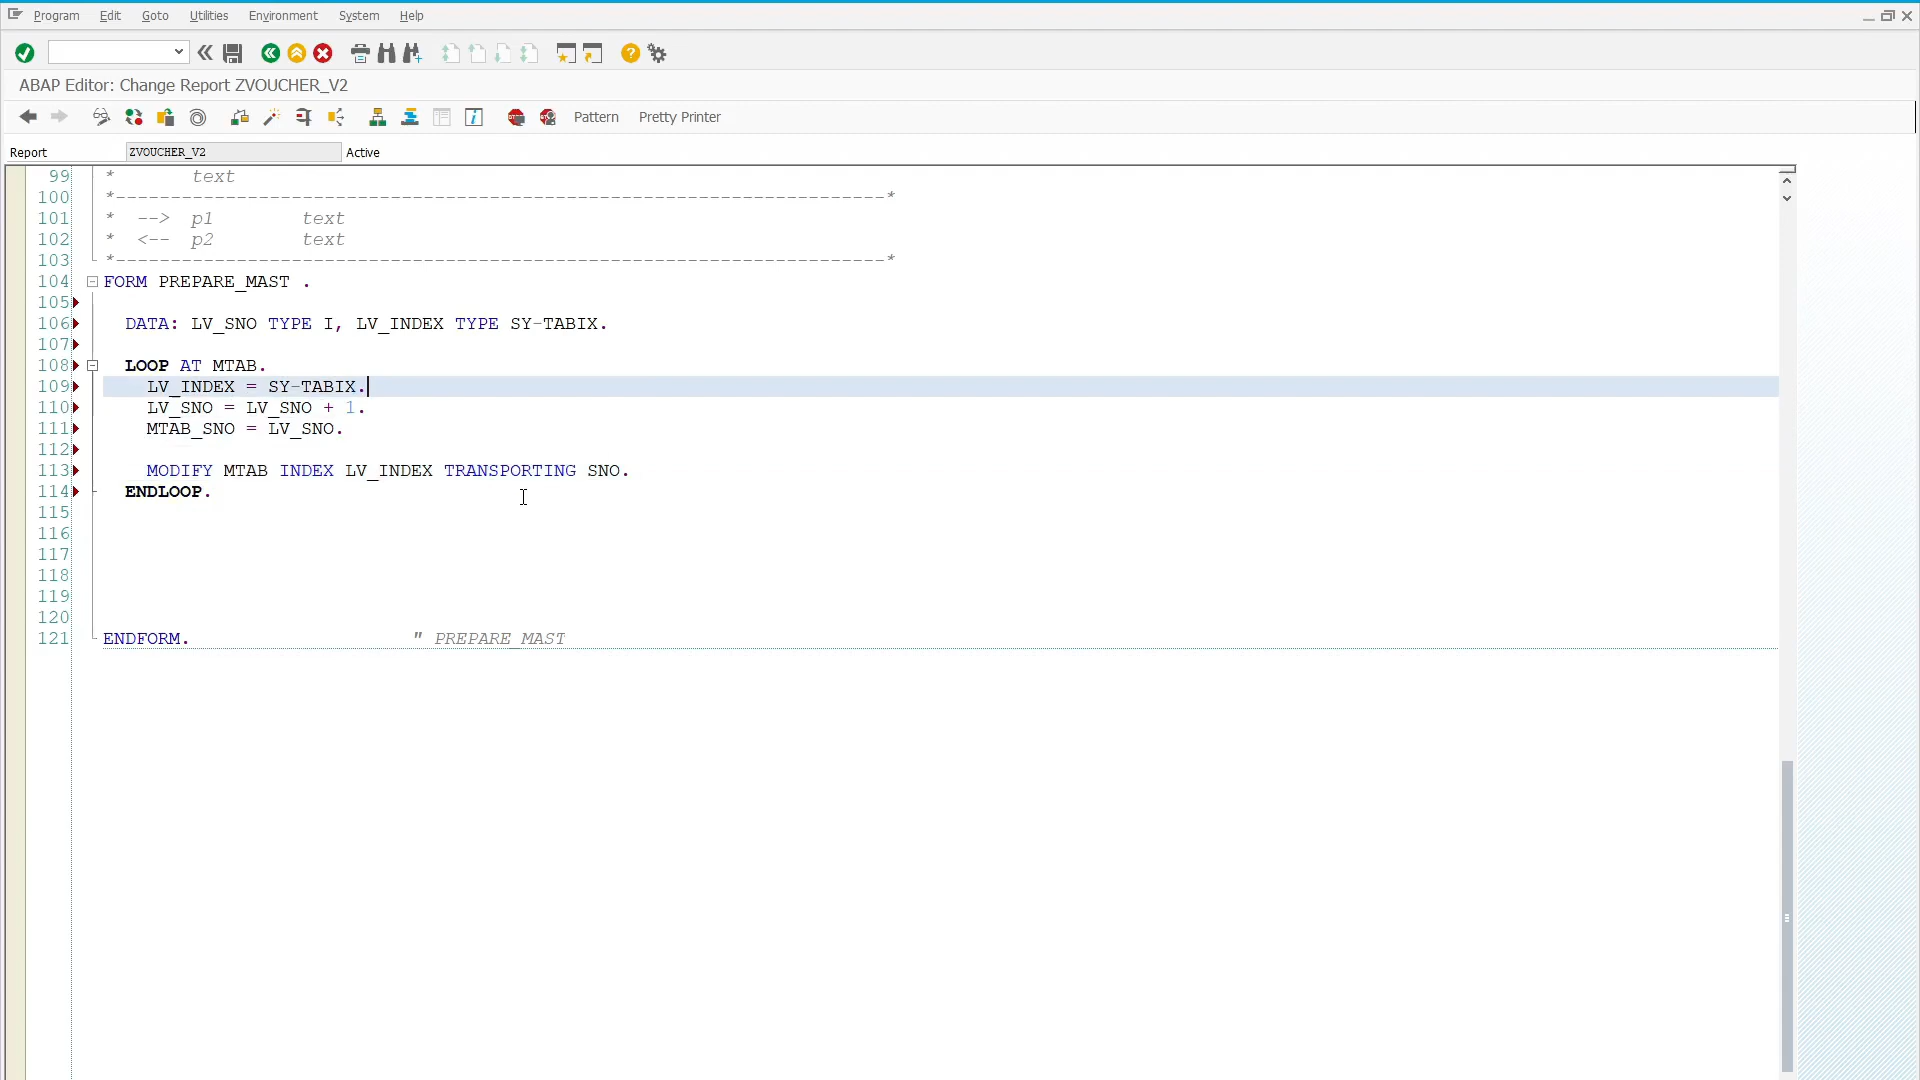 Program Edit Goto Utilities Environment System Help
ABAP Editor: Change Report ZVOUCHER_V2
Pattern Pretty Printer
Report ZVOUCHER_V2 Active
99 * text
100 *----------------------------------------------------------------------*
101 * --> p1 text
102 * <-- p2 text
103 *----------------------------------------------------------------------*
104 FORM PREPARE_MAST .
105
106 DATA: LV_SNO TYPE I, LV_INDEX TYPE SY-TABIX.
107
108 LOOP AT MTAB.
109 LV_INDEX = SY-TABIX.
110 LV_SNO = LV_SNO + 1.
111 MTAB_SNO = LV_SNO.
112
113 MODIFY MTAB INDEX LV_INDEX TRANSPORTING SNO.
114 ENDLOOP.
115
116
117
118
119
120
121 ENDFORM. " PREPARE_MAST